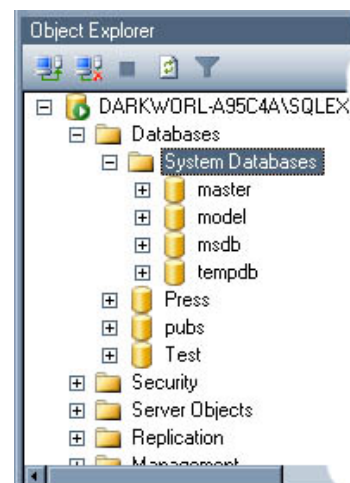 Object Explorer
DARKWORL-A95C4A\SQLEX
Databases
System Databases
master
model
msdb
tempdb
Press
pubs
Test
Security
Server Objects
Replication
Management